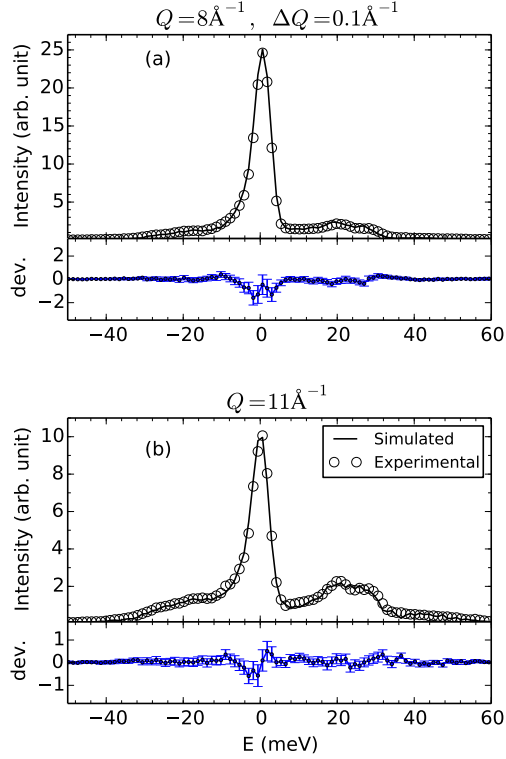 Q=8Å⁻¹, ΔQ=0.1Å⁻¹
(a)
Intensity (arb. unit)
25
20
15
10
5
dev.
2
0
−2
−40 −20 0 20 40 60
Q=11Å⁻¹
(b)
Simulated
Experimental
Intensity (arb. unit)
10
8
6
4
2
dev.
1
0
−1
−40 −20 0 20 40 60
E (meV)